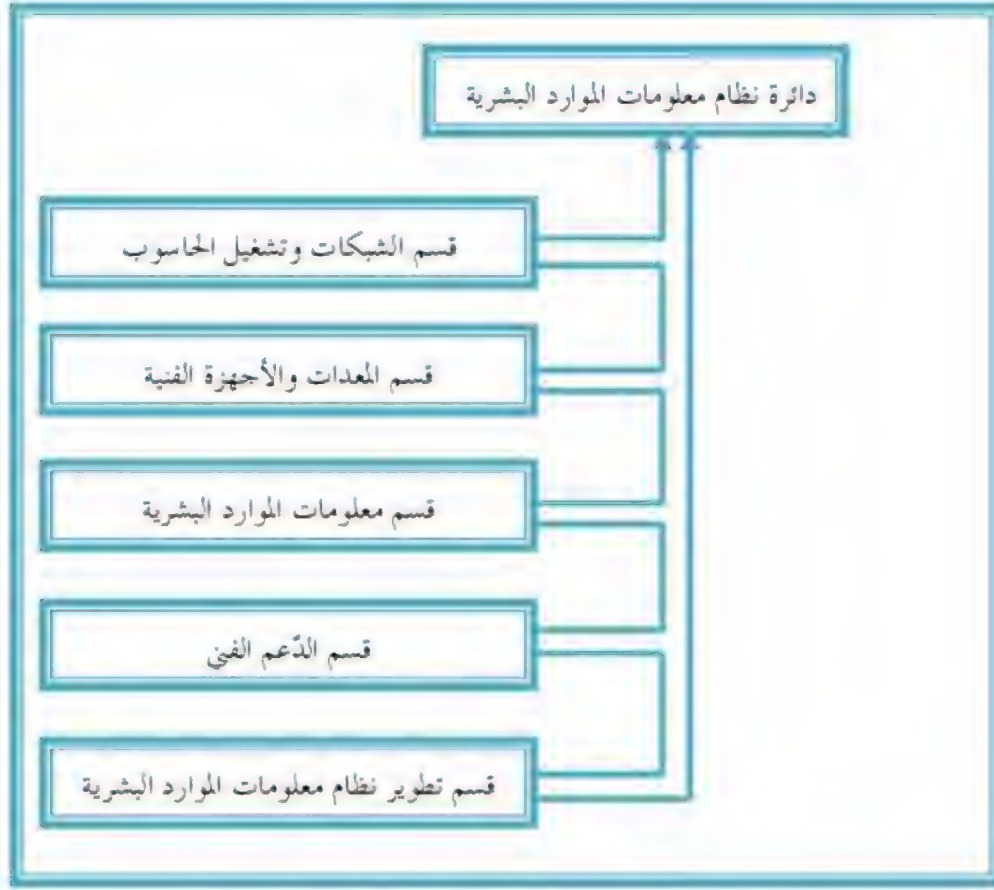 دائرة نظام معلومات الموارد البشرية
قسم الشبكات وتشغيل الحاسوب
قسم المعدات والأجهزة الفنية
قسم معلومات الموارد البشرية
قسم الدّعم الفني
قسم تطوير نظام معلومات الموارد البشرية